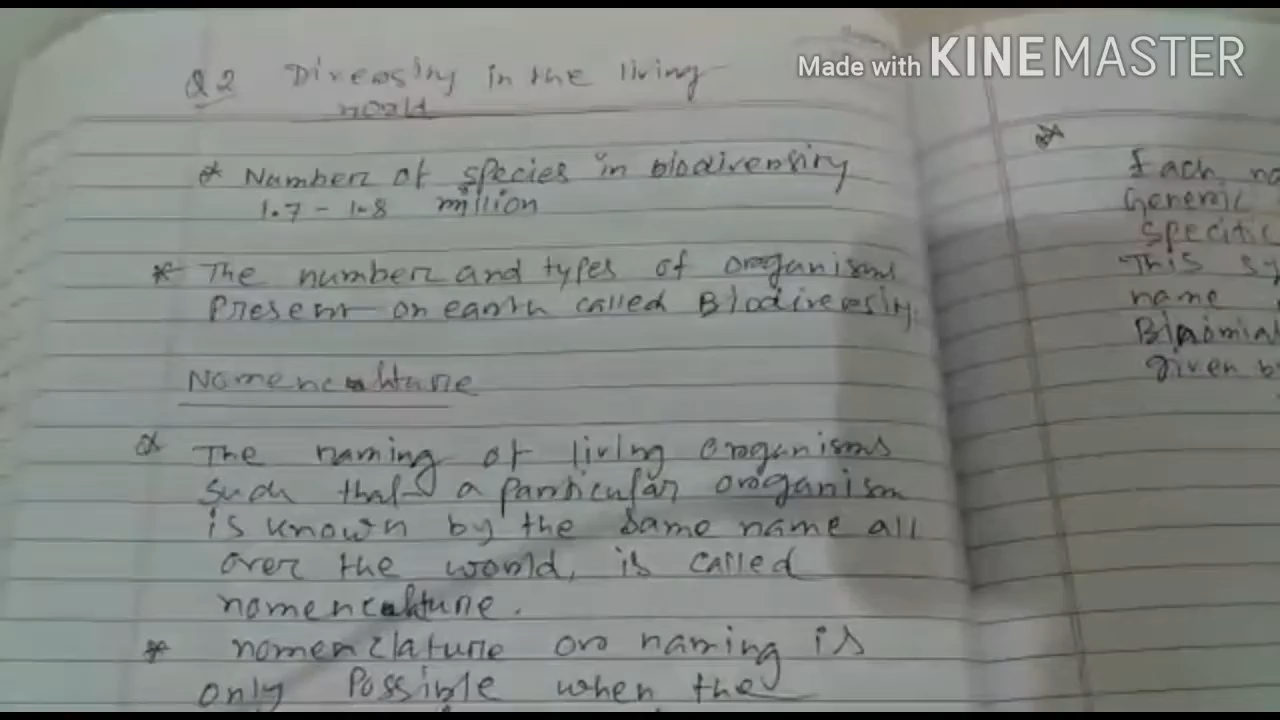 Made with KINEMASTER
Q2 Diversity in the living
world
* Number of species in biodiversity
1.7 - 1.8 million
* The number and types of organisms
Present on earth called Biodiversity.
Nomenculture
* The naming of living organisms
such that a particular organism
is known by the same name all
over the world, is called
nomenculture.
* nomenclature or naming is
only Possible when the
*
Each
Generic
specific
This
name
given by